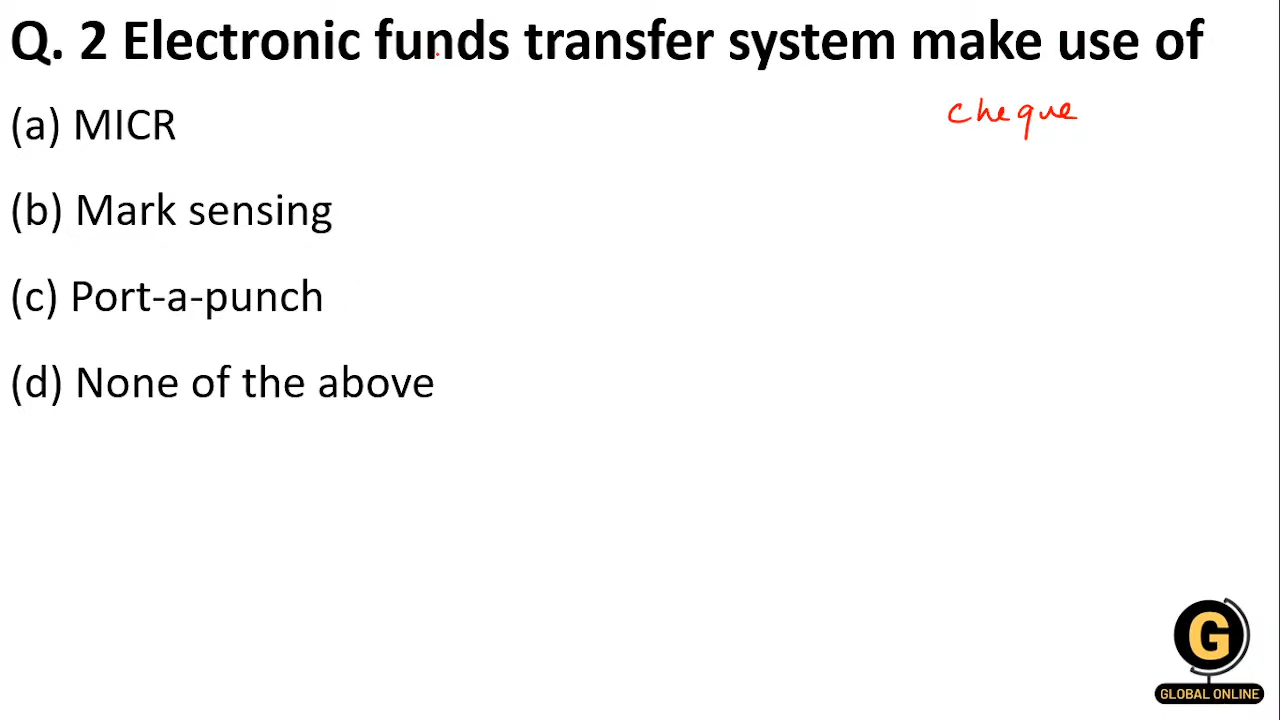 Q. 2 Electronic funds transfer system make use of
cheque
(a) MICR
(b) Mark sensing
(c) Port-a-punch
(d) None of the above
G
GLOBAL ONLINE